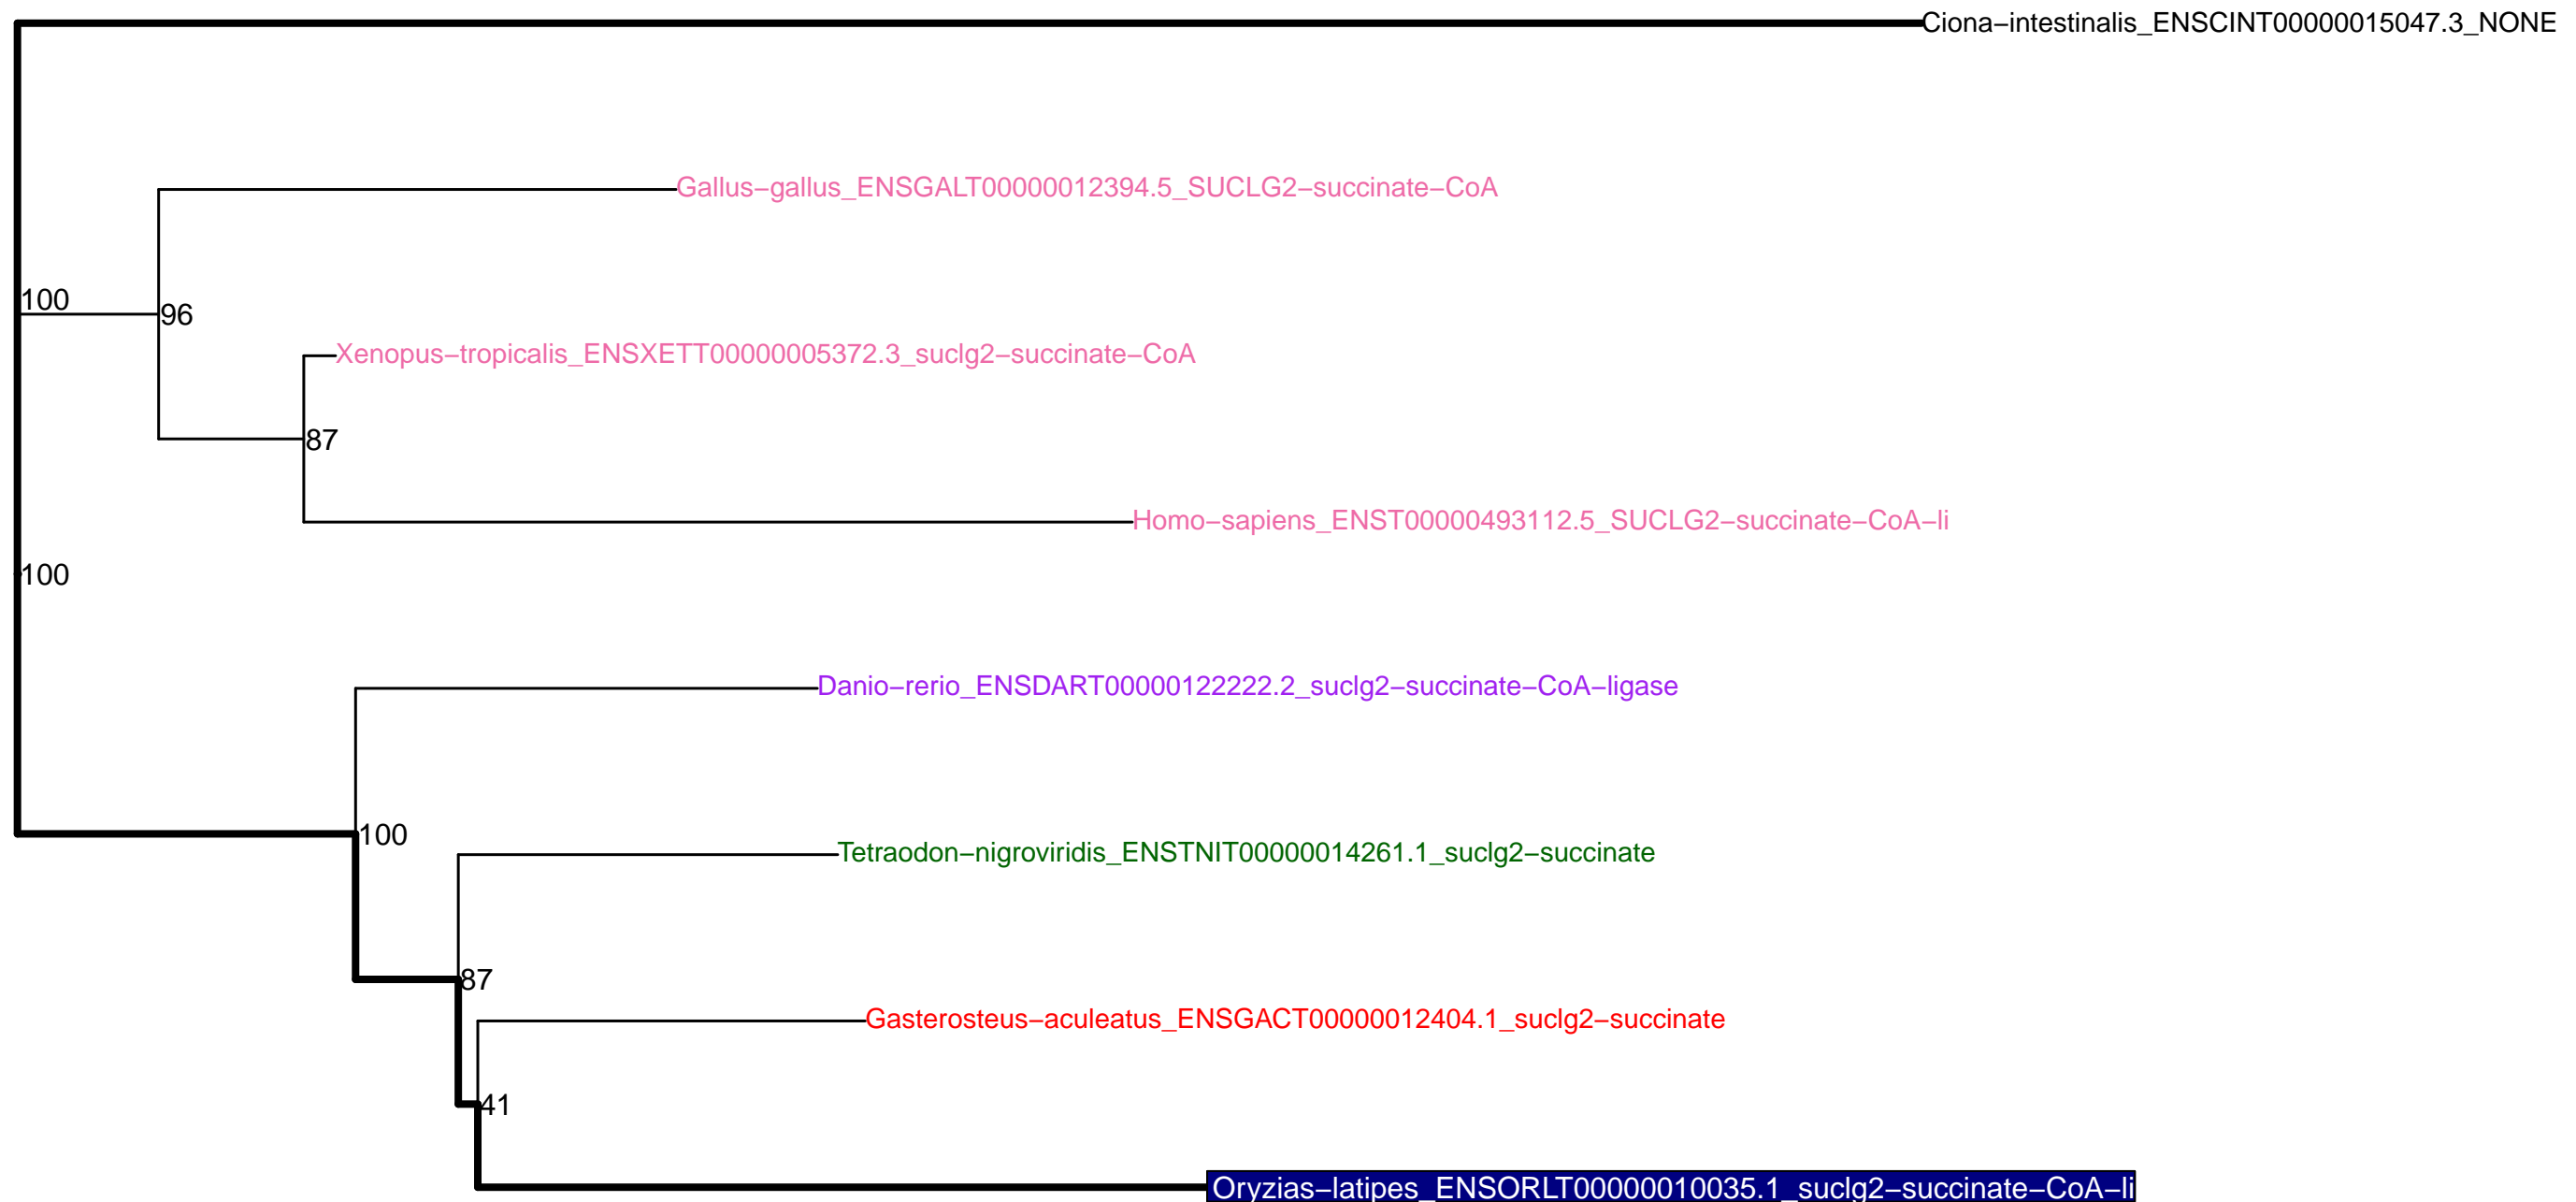 Ciona−intestinalis_ENSCINT00000015047.3_NONE
Gallus−gallus_ENSGALT00000012394.5_SUCLG2−succinate−CoA
100
96
Xenopus−tropicalis_ENSXETT00000005372.3_suclg2−succinate−CoA
87
Homo−sapiens_ENST00000493112.5_SUCLG2−succinate−CoA−li
100
Danio−rerio_ENSDART00000122222.2_suclg2−succinate−CoA−ligase
100
Tetraodon−nigroviridis_ENSTNIT00000014261.1_suclg2−succinate
87
Gasterosteus−aculeatus_ENSGACT00000012404.1_suclg2−succinate
41
Oryzias−latipes_ENSORLT00000010035.1_suclg2−succinate−CoA−li